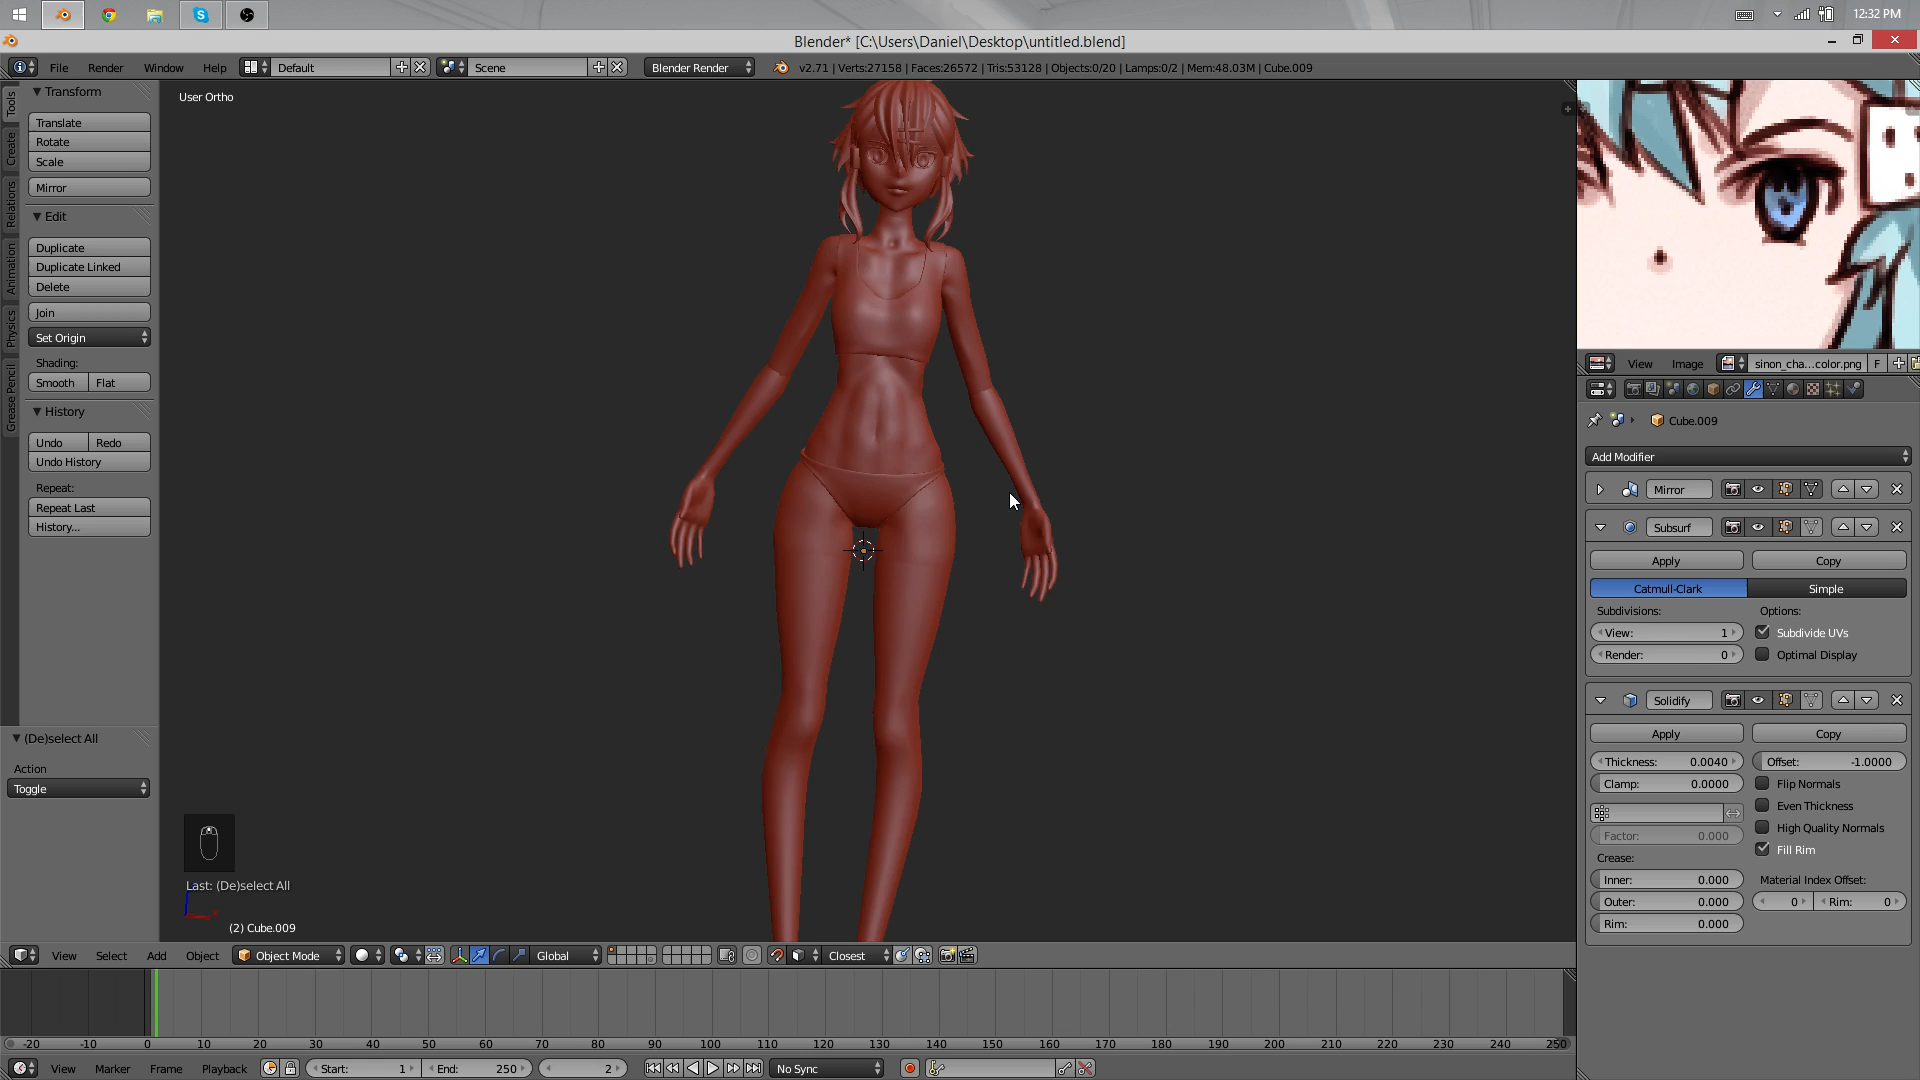 12:32 PM
Blender* [C:\Users\Daniel\Desktop\untitled.blend]
File Render Window Help Default Scene Blender Render v2.71 | Verts:27158 | Faces:26572 | Tris:53128 | Objects:0/20 | Lamps:0/2 | Mem:48.03M | Cube.009
Tools
Create
Relations
Animation
Physics
Grease Pencil
Transform
Translate
Rotate
Scale
Mirror
Edit
Duplicate
Duplicate Linked
Delete
Join
Set Origin
Shading:
Smooth Flat
History
Undo Redo
Undo History
Repeat:
Repeat Last
History...
(De)select All
Action
Toggle
User Ortho
Last: (De)select All
(2) Cube.009
View Select Add Object Object Mode Global Closest
View Image sinon_cha...color.png F
Cube.009
Add Modifier
Mirror
Subsurf
Apply Copy
Catmull-Clark Simple
Subdivisions: Options:
View: 1 Subdivide UVs
Render: 0 Optimal Display
Solidify
Apply Copy
Thickness: 0.0040 Offset: -1.0000
Clamp: 0.0000 Flip Normals
Even Thickness
Factor: 0.000 High Quality Normals
Fill Rim
Crease:
Inner: 0.000 Material Index Offset:
Outer: 0.000 0 Rim: 0
Rim: 0.000
-20 -10 0 10 20 30 40 50 60 70 80 90 100 110 120 130 140 150 160 170 180 190 200 210 220 230 240 250
View Marker Frame Playback Start: 1 End: 250 2 No Sync